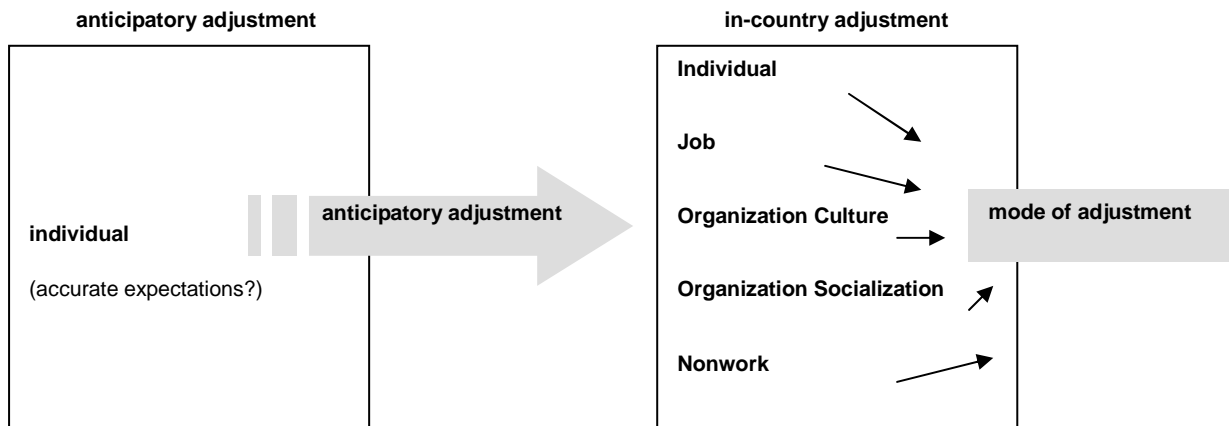 anticipatory adjustment
individual
(accurate expectations?)
anticipatory adjustment
in-country adjustment
Individual
Job
Organization Culture
Organization Socialization
Nonwork
mode of adjustment